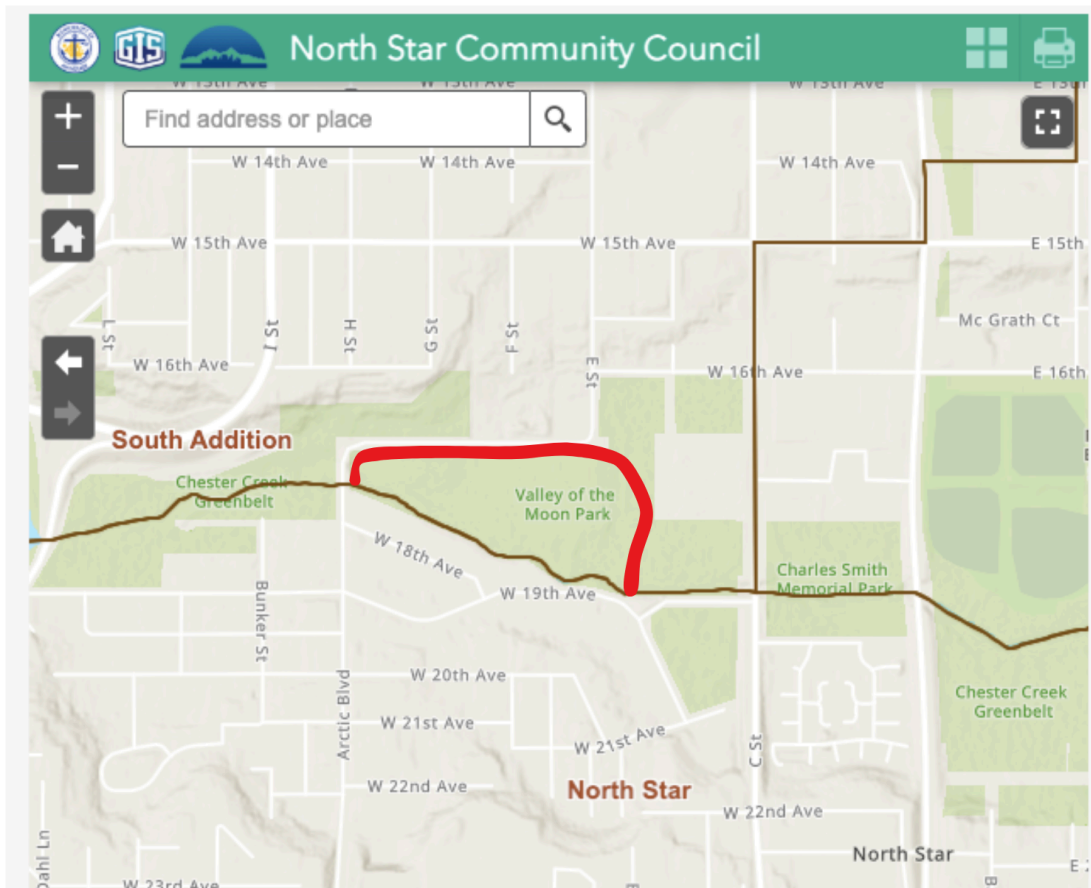 GIS
North Star Community Council
W 13th Ave
W 13th Ave
W 13th Ave
E 13th
Find address or place
W 14th Ave
W 14th Ave
W 14th Ave
W 15th Ave
W 15th Ave
E 15th
L St
I St
H St
G St
F St
E St
Mc Grath Ct
W 16th Ave
W 16th Ave
E 16th
South Addition
Chester Creek
Greenbelt
Valley of the
Moon Park
W 18th Ave
W 19th Ave
Charles Smith
Memorial Park
Bunker St
Arctic Blvd
W 20th Ave
W 21st Ave
W 21st Ave
C St
Chester Creek
Greenbelt
W 22nd Ave
North Star
W 22nd Ave
North Star
Dahl Ln
W 23rd Ave